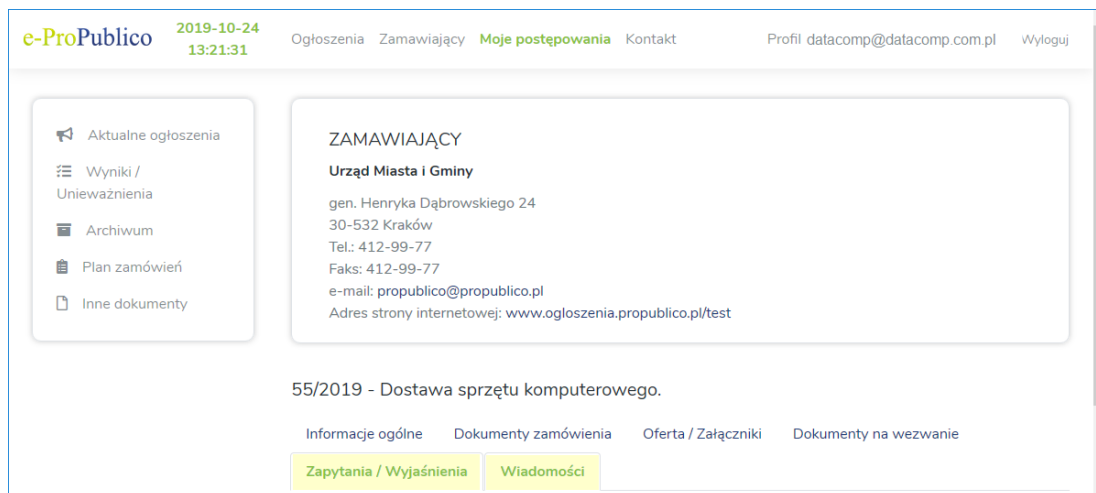 e-ProPublico
2019-10-24
13:21:31
Ogłoszenia Zamawiający Moje postępowania Kontakt
Profil datacomp@datacomp.com.pl Wyloguj
Aktualne ogłoszenia
Wyniki /
Unieważnienia
Archiwum
Plan zamówień
Inne dokumenty
ZAMAWIAJĄCY
Urząd Miasta i Gminy
gen. Henryka Dąbrowskiego 24
30-532 Kraków
Tel.: 412-99-77
Faks: 412-99-77
e-mail: propublico@propublico.pl
Adres strony internetowej: www.ogloszenia.propublico.pl/test
55/2019 - Dostawa sprzętu komputerowego.
Informacje ogólne Dokumenty zamówienia Oferta / Załączniki Dokumenty na wezwanie
Zapytania / Wyjaśnienia Wiadomości